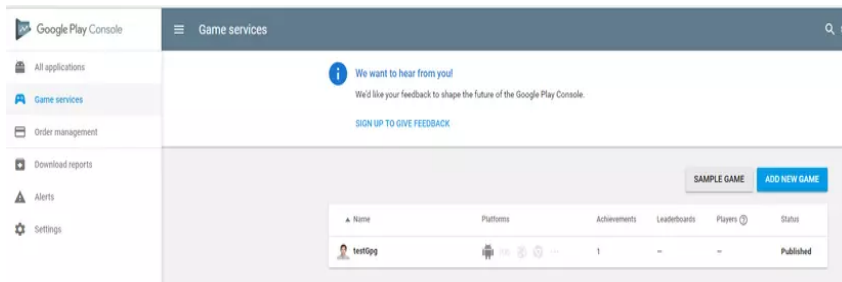 Google Play Console
Game services
All applications
Game services
Order management
Download reports
Alerts
Settings
We want to hear from you!
We'd like your feedback to shape the future of the Google Play Console.
SIGN UP TO GIVE FEEDBACK
SAMPLE GAME ADD NEW GAME
Name Platforms Achievements Leaderboards Players Status
testGpg 1 – – Published